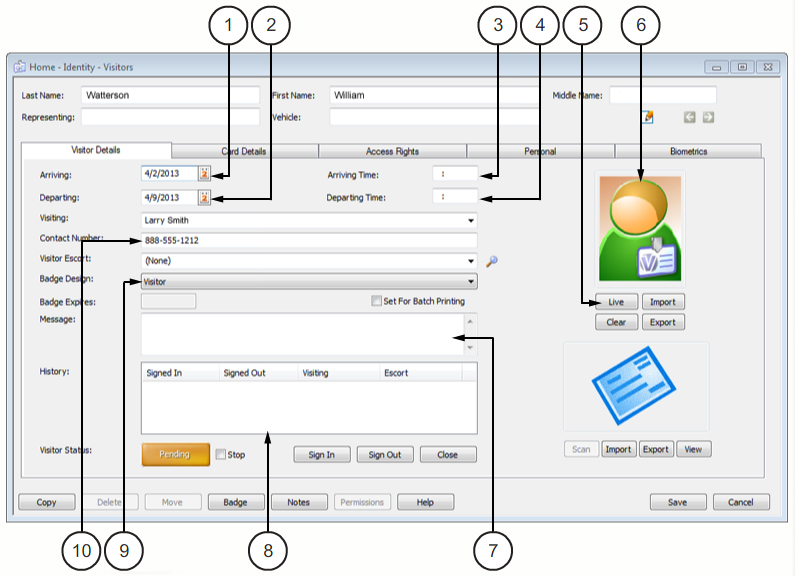 1 2 3 4 5 6
Home - Identity - Visitors
Last Name: Watterson First Name: William Middle Name:
Representing: Vehicle:
Visitor Details Card Details Access Rights Personal Biometrics
Arriving: 4/2/2013 2 Arriving Time: :
Departing: 4/9/2013 2 Departing Time: :
Visiting: Larry Smith
Contact Number: 888-555-1212
Visitor Escort: (None)
Badge Design: Visitor
Badge Expires: Set For Batch Printing
Live Import
Message:
Clear Export
History: Signed In Signed Out Visiting Escort
Visitor Status: Pending Stop Sign In Sign Out Close
Scan Import Export View
Copy Delete Move Badge Notes Permissions Help Save Cancel
10 9 8 7